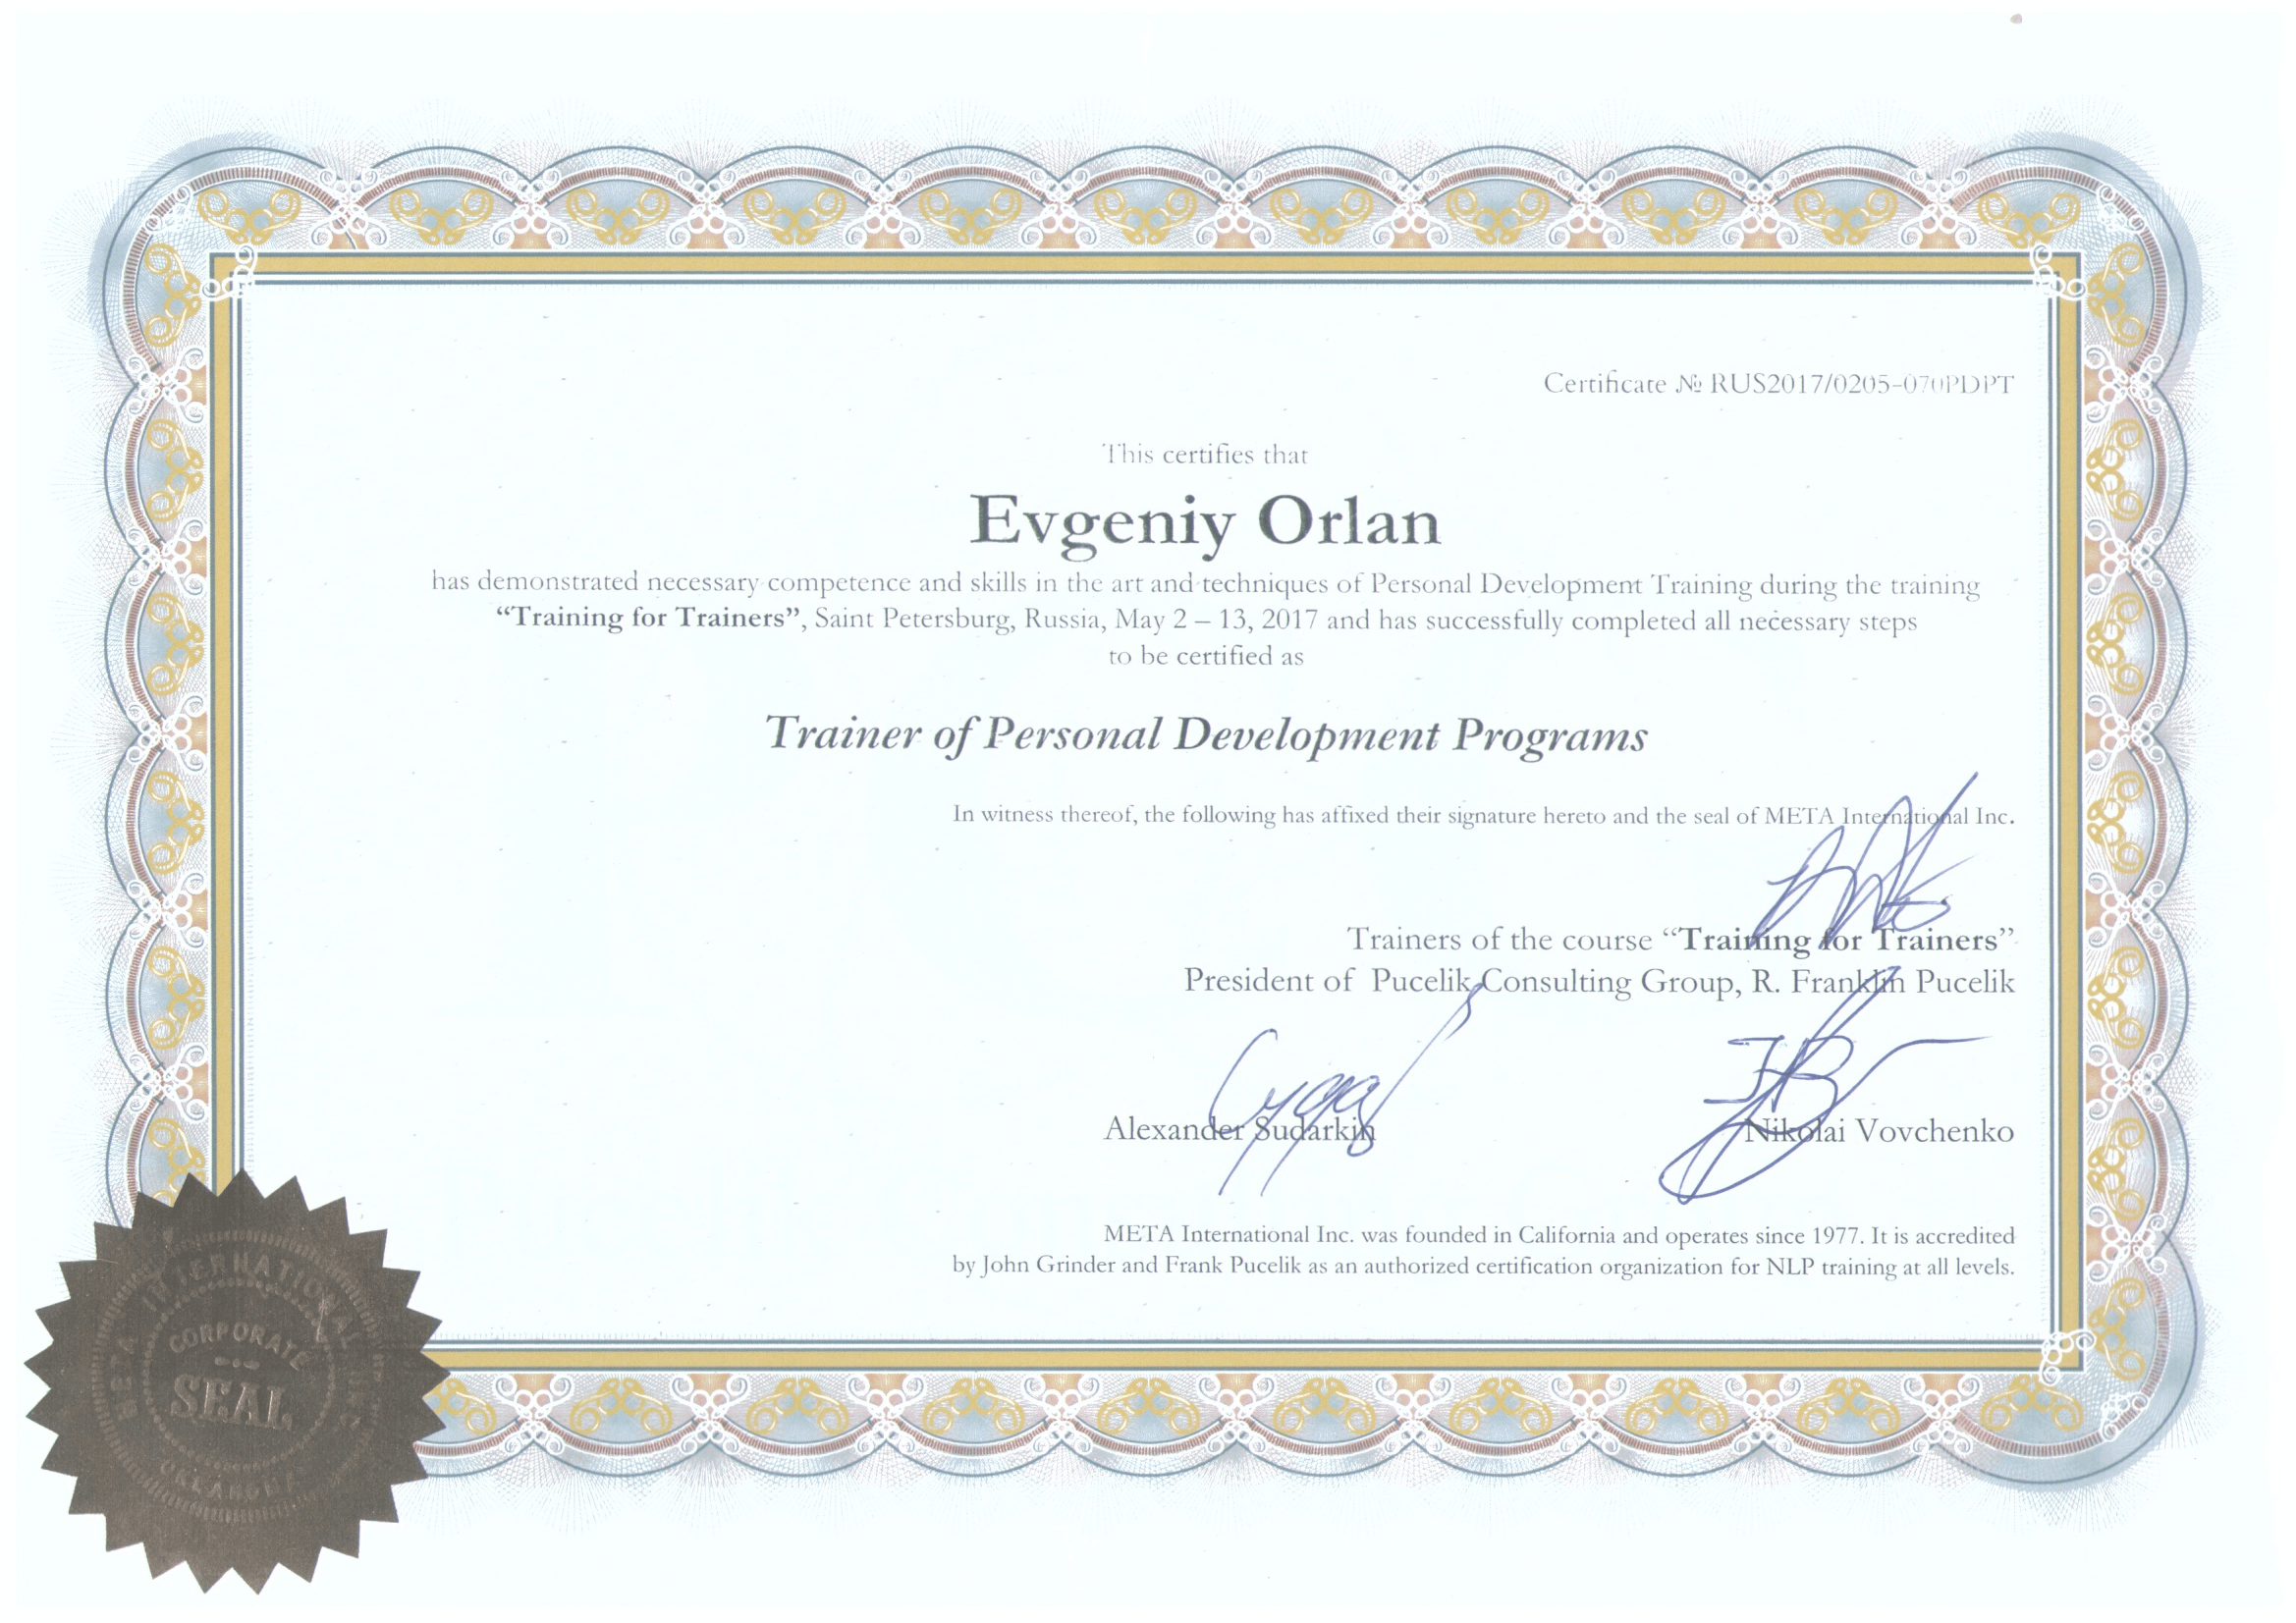 Certificate № RUS2017/0205-070PDPT
This certifies that
Evgeniy Orlan
has demonstrated necessary competence and skills in the art and techniques of Personal Development Training during the training
“Training for Trainers”, Saint Petersburg, Russia, May 2 – 13, 2017 and has successfully completed all necessary steps
to be certified as
Trainer of Personal Development Programs
In witness thereof, the following has affixed their signature hereto and the seal of META International Inc.
Trainers of the course “Training for Trainers”
President of Pucelik Consulting Group, R. Franklin Pucelik
Alexander Sudarkin
Nikolai Vovchenko
META International Inc. was founded in California and operates since 1977. It is accredited
by John Grinder and Frank Pucelik as an authorized certification organization for NLP training at all levels.
META INTERNATIONAL INC
CORPORATE
SEAL
OKLAHOMA